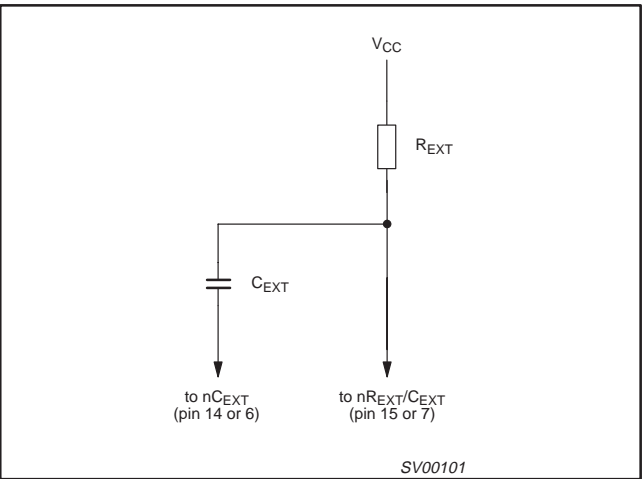 VCC
REXT
CEXT
to nCEXT
(pin 14 or 6)
to nREXT/CEXT
(pin 15 or 7)
SV00101